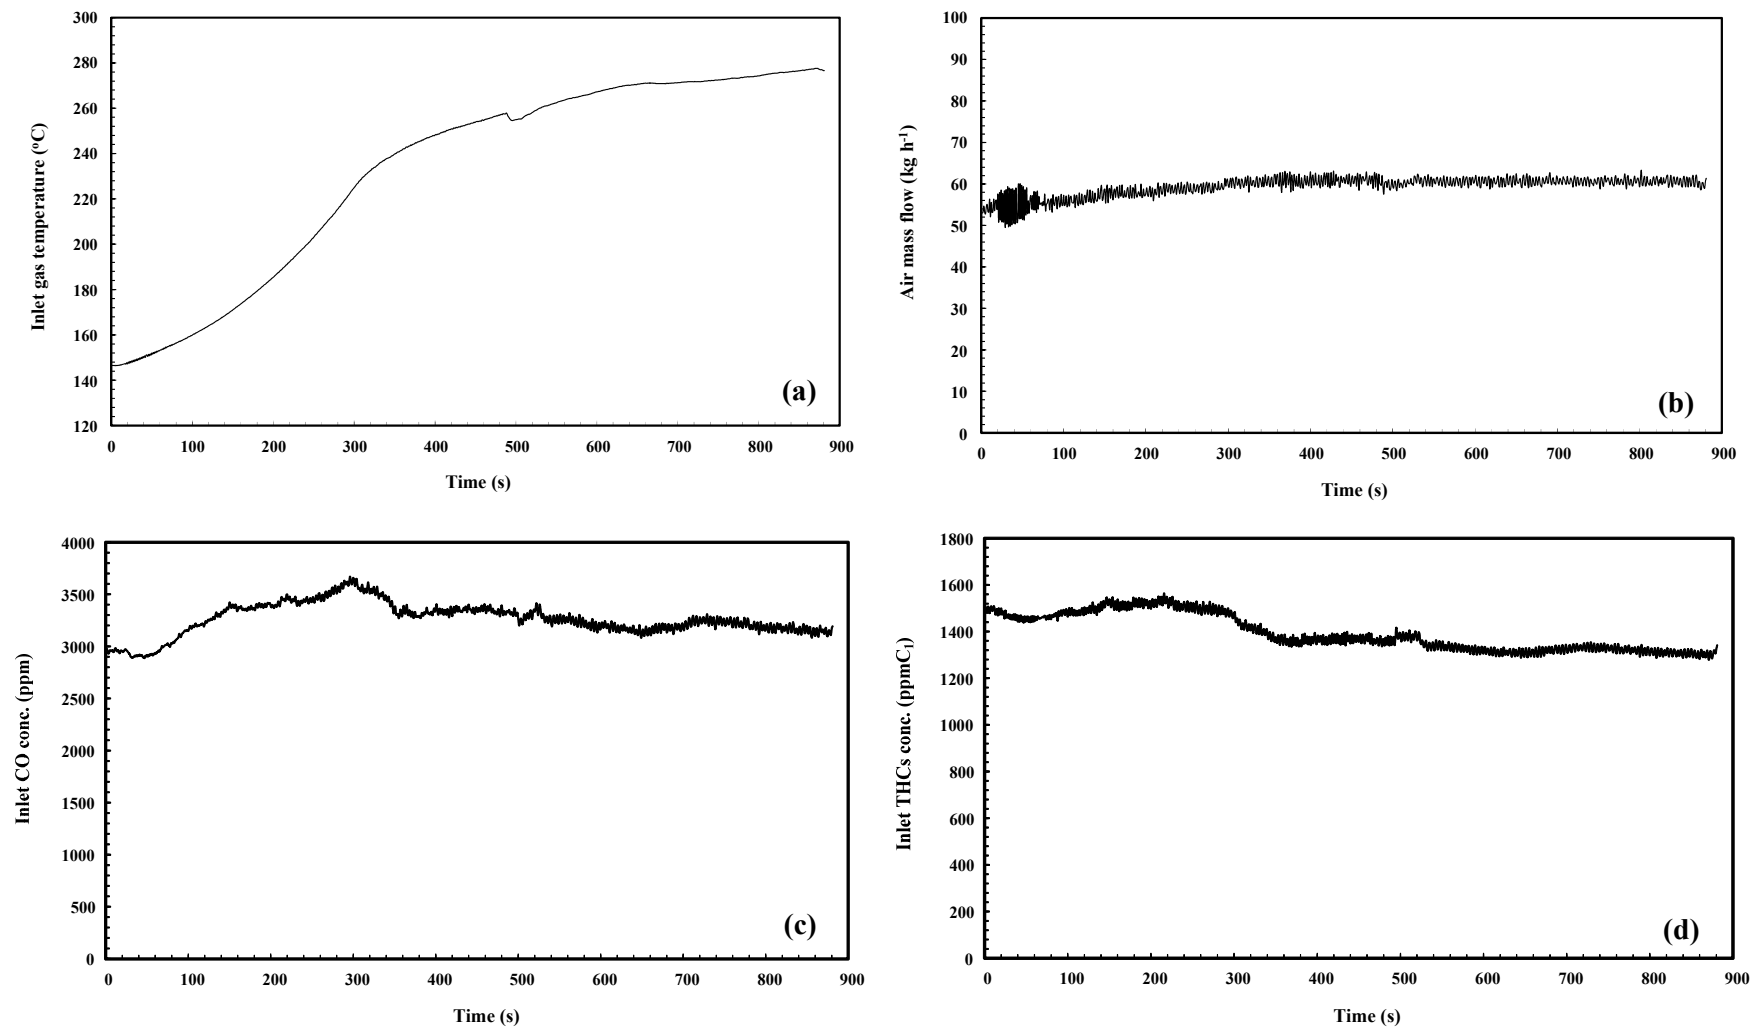 300
280
260
240
220
200
180
160
140
120
Inlet gas temperature (°C)
0 100 200 300 400 500 600 700 800 900
Time (s)
(a)
100
90
80
70
60
50
40
30
20
10
0
Air mass flow (kg h-1)
0 100 200 300 400 500 600 700 800 900
Time (s)
(b)
4000
3500
3000
2500
2000
1500
1000
500
0
Inlet CO conc. (ppm)
0 100 200 300 400 500 600 700 800 900
Time (s)
(c)
1800
1600
1400
1200
1000
800
600
400
200
0
Inlet THCs conc. (ppmC1)
0 100 200 300 400 500 600 700 800 900
Time (s)
(d)